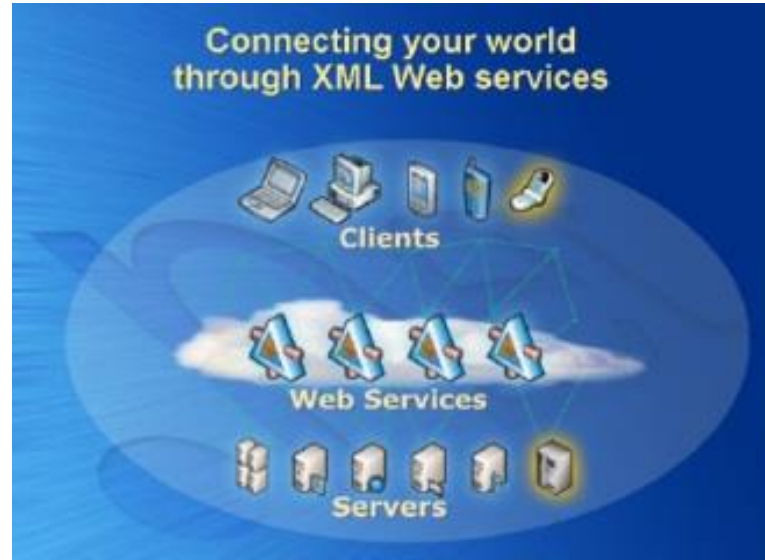 Connecting your world
through XML Web services
Clients
Web Services
Servers